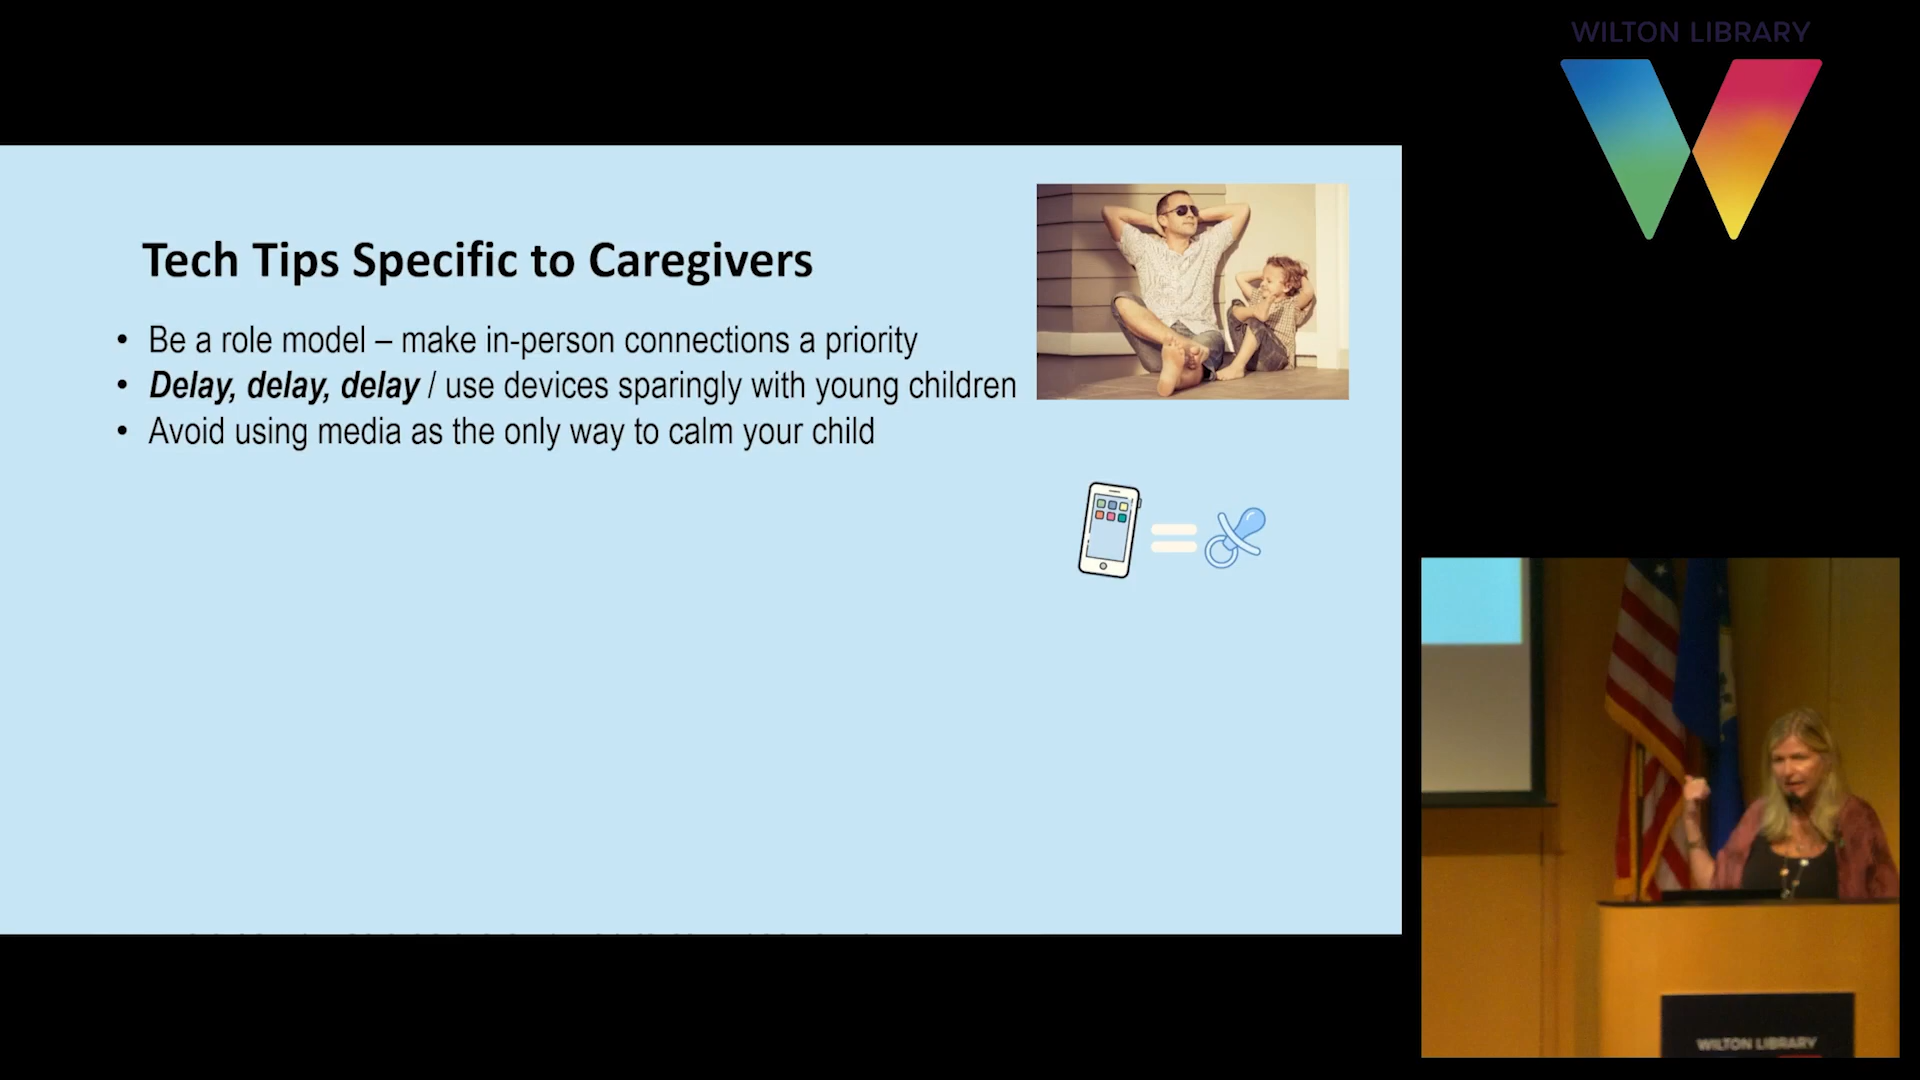 WILTON LIBRARY
Tech Tips Specific to Caregivers
• Be a role model – make in-person connections a priority
• Delay, delay, delay / use devices sparingly with young children
• Avoid using media as the only way to calm your child
WILTON LIBRARY